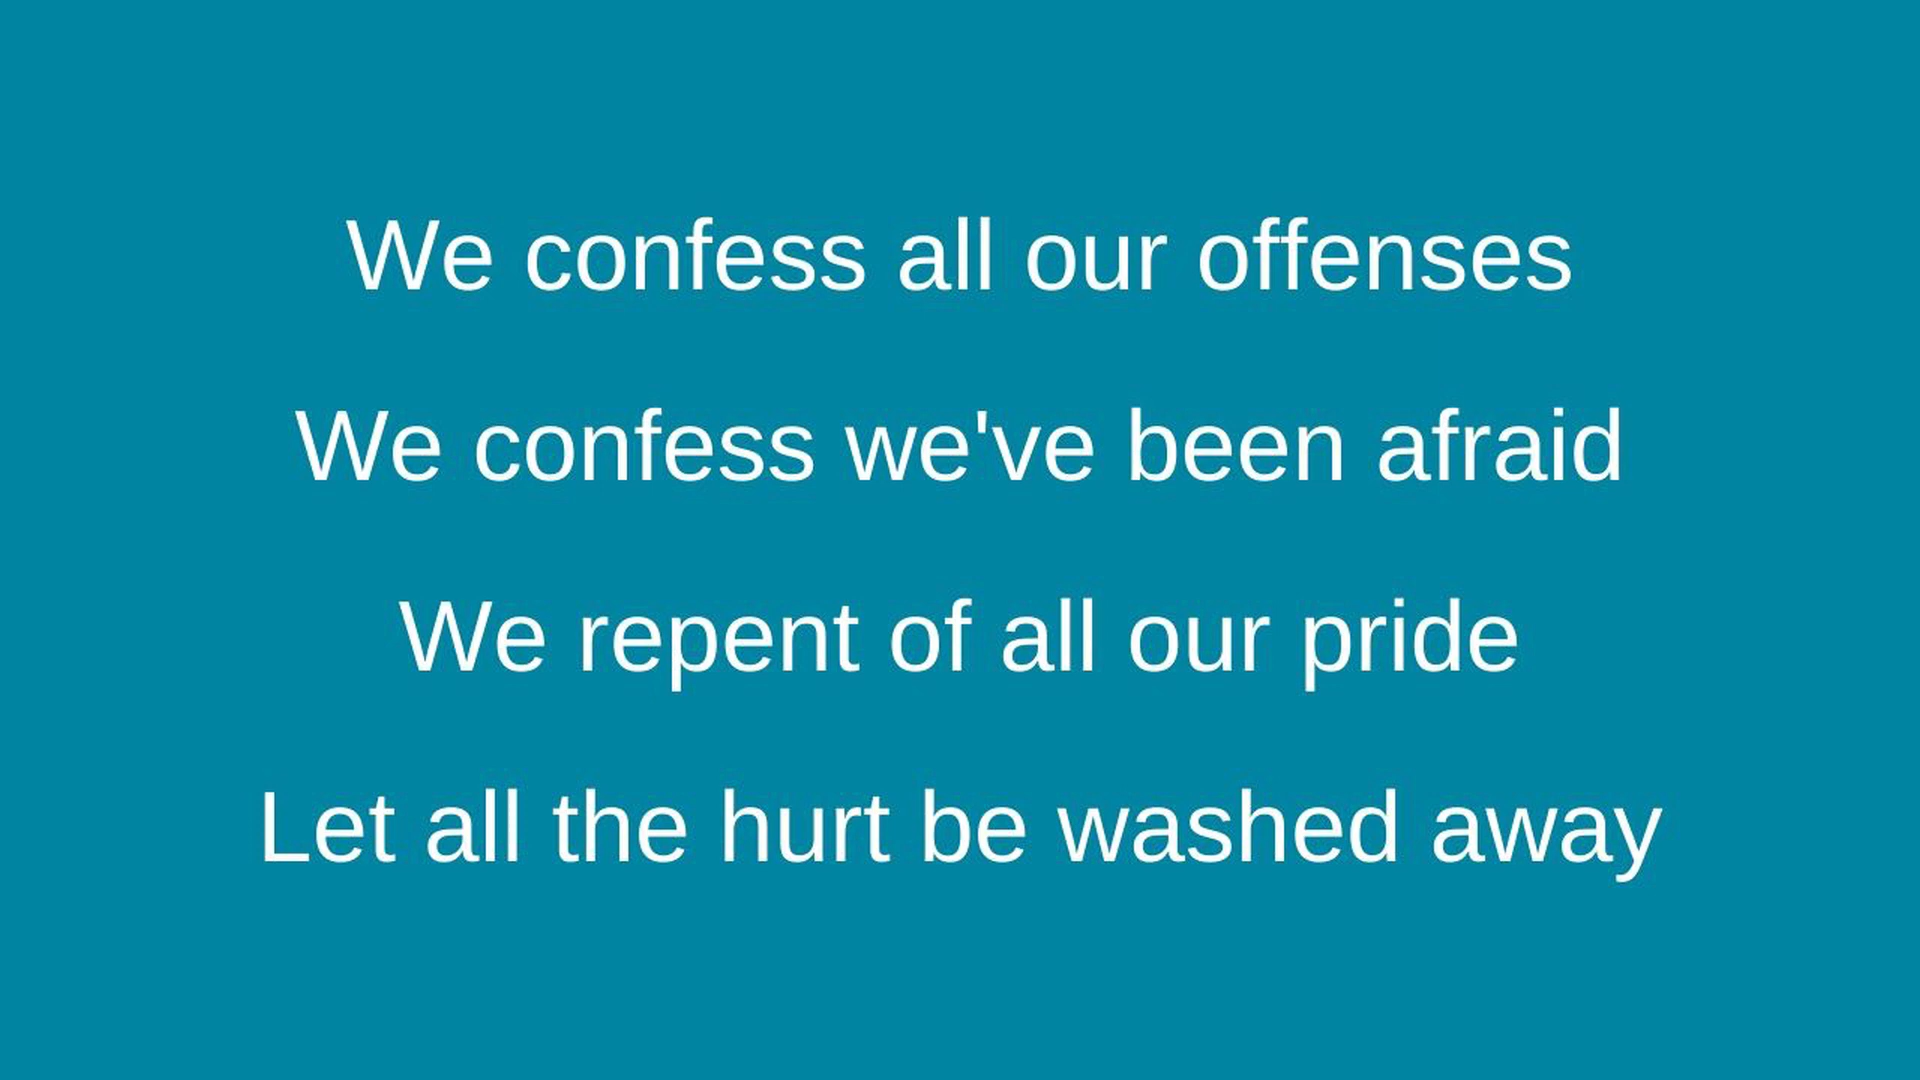 We confess all our offenses
We confess we've been afraid
We repent of all our pride
Let all the hurt be washed away